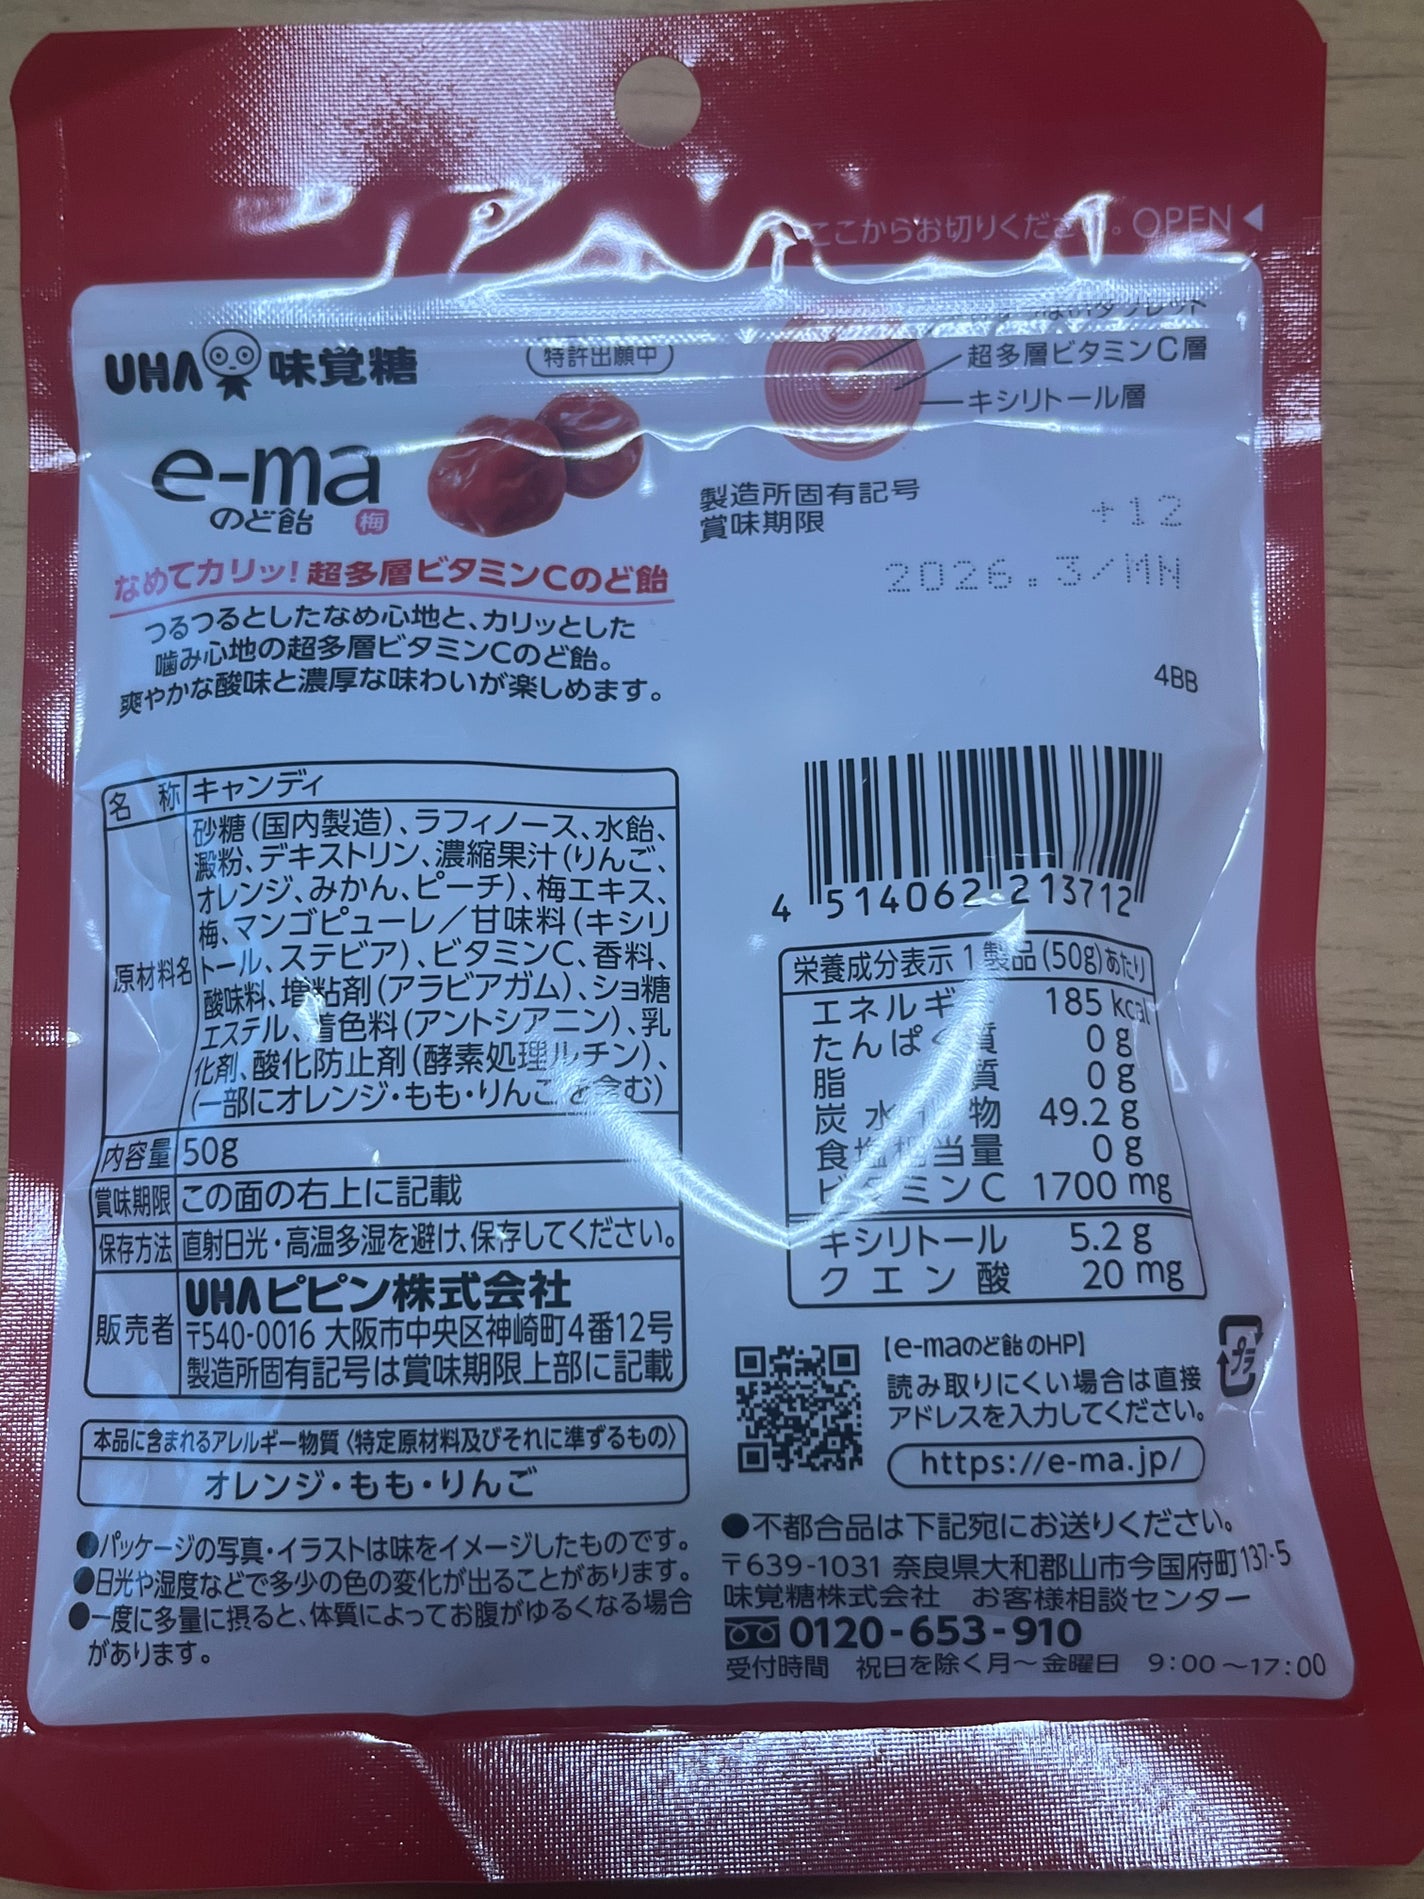 ここからお切りください。OPEN
UHA味覚糖
特許出願中
超多層ビタミンC層
キシリトール層
e-ma
のど飴 梅
製造所固有記号
賞味期限
+12
2026.3/MN
なめてカリッ!超多層ビタミンCのど飴
つるつるとしたなめ心地と、カリッとした
噛み心地の超多層ビタミンCのど飴。
爽やかな酸味と濃厚な味わいが楽しめます。
4BB
名 称 キャンディ
原材料名
砂糖(国内製造)、ラフィノース、水飴、
澱粉、デキストリン、濃縮果汁(りんご、
オレンジ、みかん、ピーチ)、梅エキス、
梅、マンゴピューレ/甘味料(キシリ
トール、ステビア)、ビタミンC、香料、
酸味料、増粘剤(アラビアガム)、ショ糖
エステル、着色料(アントシアニン)、乳
化剤、酸化防止剤(酵素処理ルチン)、
(一部にオレンジ・もも・りんごを含む)
内容量 50g
賞味期限 この面の右上に記載
保存方法 直射日光・高温多湿を避け、保存してください。
販売者
UHAピピン株式会社
〒540-0016 大阪市中央区神崎町4番12号
製造所固有記号は賞味期限上部に記載
本品に含まれるアレルギー物質〈特定原材料及びそれに準ずるもの〉
オレンジ・もも・りんご
●パッケージの写真・イラストは味をイメージしたものです。
●日光や湿度などで多少の色の変化が出ることがあります。
●一度に多量に摂ると、体質によってお腹がゆるくなる場合
があります。
4 514062 213712
栄養成分表示 1製品(50g)あたり
エネルギー 185 kcal
たんぱく質 0 g
脂質 0 g
炭水化物 49.2 g
食塩相当量 0 g
ビタミンC 1700 mg
キシリトール 5.2 g
クエン酸 20 mg
【e-maのど飴のHP】
読み取りにくい場合は直接
アドレスを入力してください。
https://e-ma.jp/
プラ
●不都合品は下記宛にお送りください。
〒639-1031 奈良県大和郡山市今国府町137-5
味覚糖株式会社 お客様相談センター
0120-653-910
受付時間 祝日を除く月～金曜日 9:00～17:00